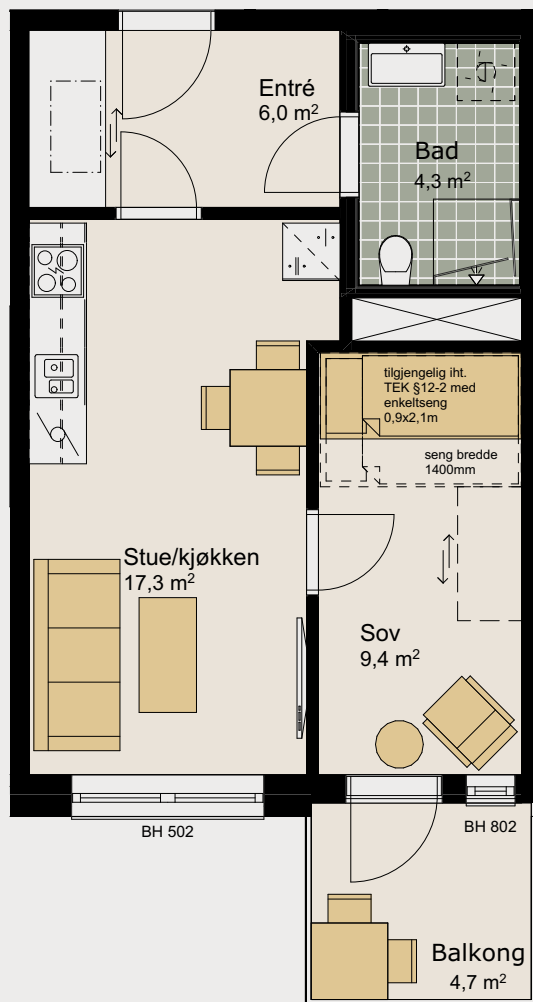 Entré
6,0 m²
Bad
4,3 m²
tilgjengelig iht.
TEK §12-2 med
enkeltseng
0,9x2,1m
seng bredde
1400mm
Stue/kjøkken
17,3 m²
Sov
9,4 m²
BH 502
BH 802
Balkong
4,7 m²